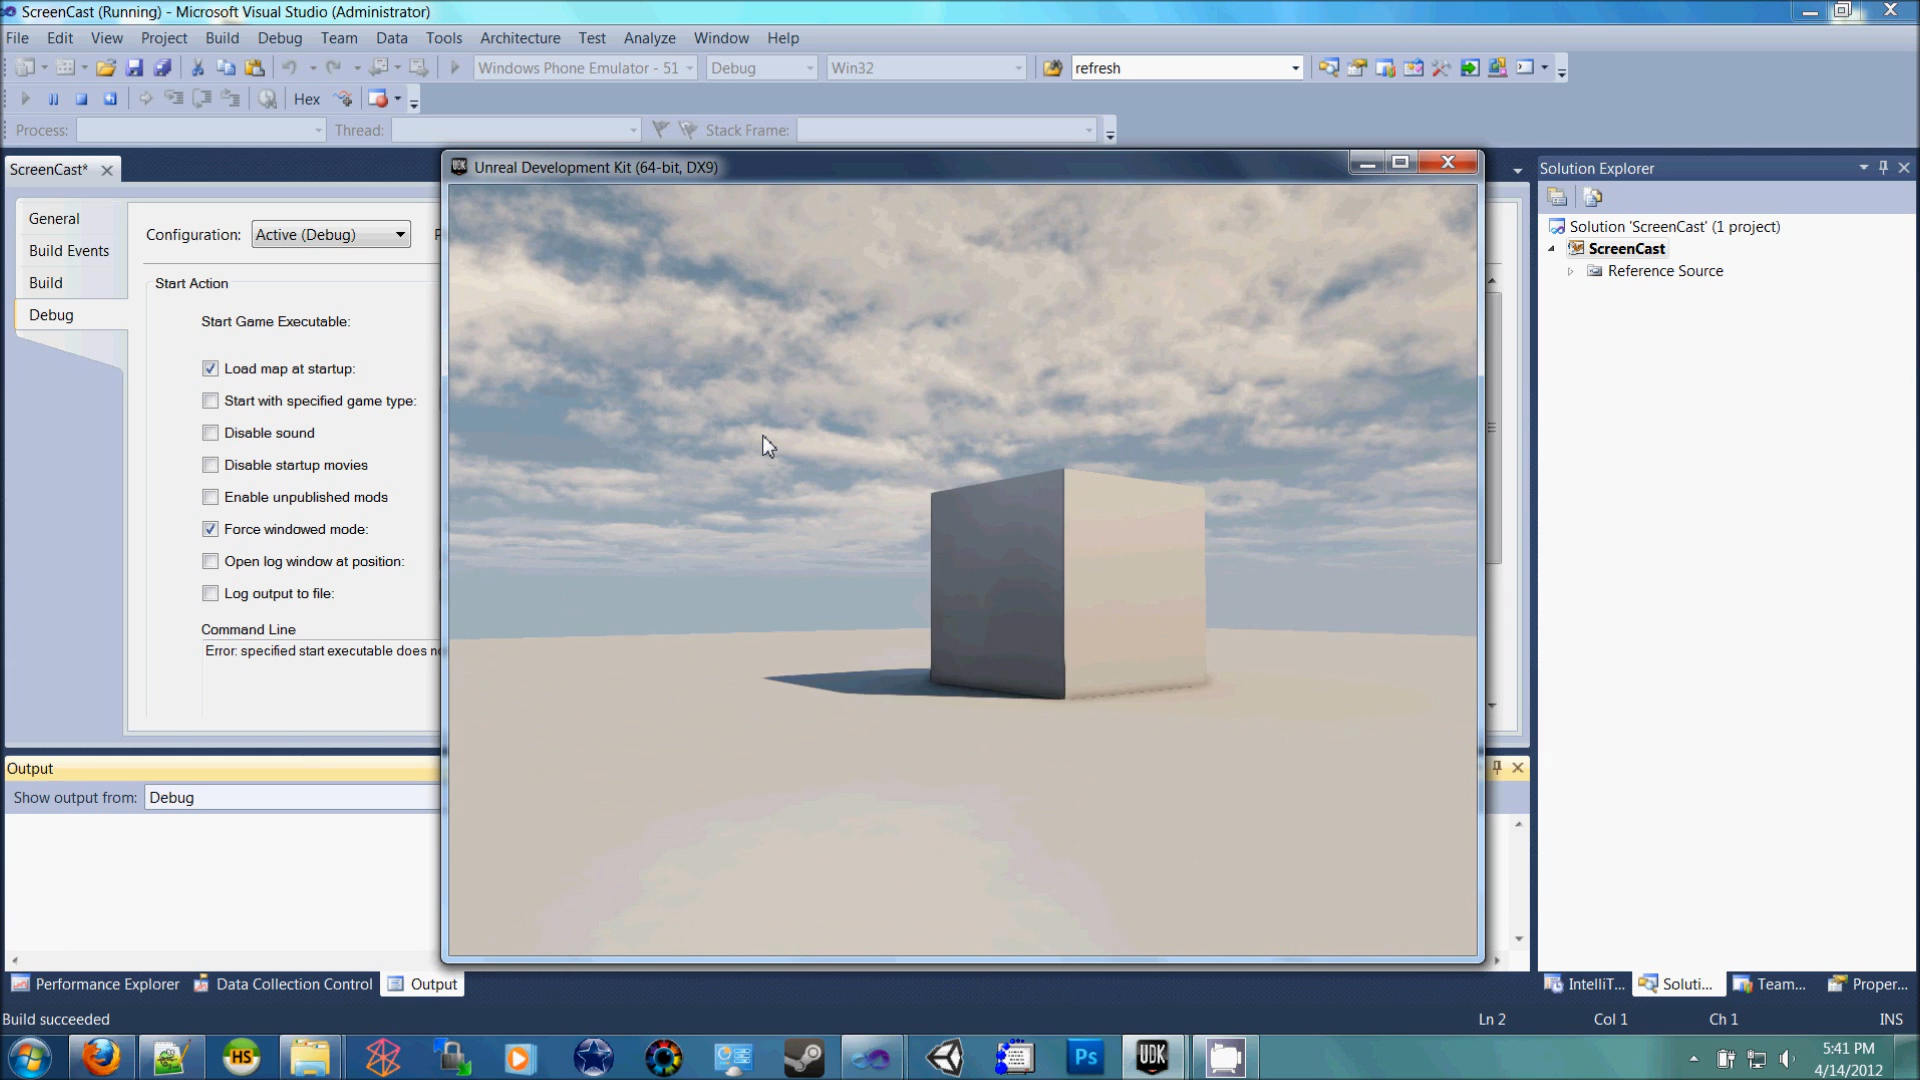 ScreenCast (Running) - Microsoft Visual Studio (Administrator)
File Edit View Project Build Debug Team Data Tools Architecture Test Analyze Window Help
Windows Phone Emulator - 51 Debug Win32 refresh
Hex
Process: Thread: Stack Frame:
ScreenCast*
Unreal Development Kit (64-bit, DX9)
Solution Explorer
General
Build Events
Build
Debug
Configuration: Active (Debug)
Start Action
Start Game Executable:
Load map at startup:
Start with specified game type:
Disable sound
Disable startup movies
Enable unpublished mods
Force windowed mode:
Open log window at position:
Log output to file:
Command Line
Error: specified start executable does
Solution 'ScreenCast' (1 project)
ScreenCast
Reference Source
Output
Show output from: Debug
Performance Explorer Data Collection Control Output
IntelliT... Soluti... Team... Proper...
Build succeeded
Ln 2 Col 1 Ch 1 INS
HS Ps UDK
5:41 PM
4/14/2012